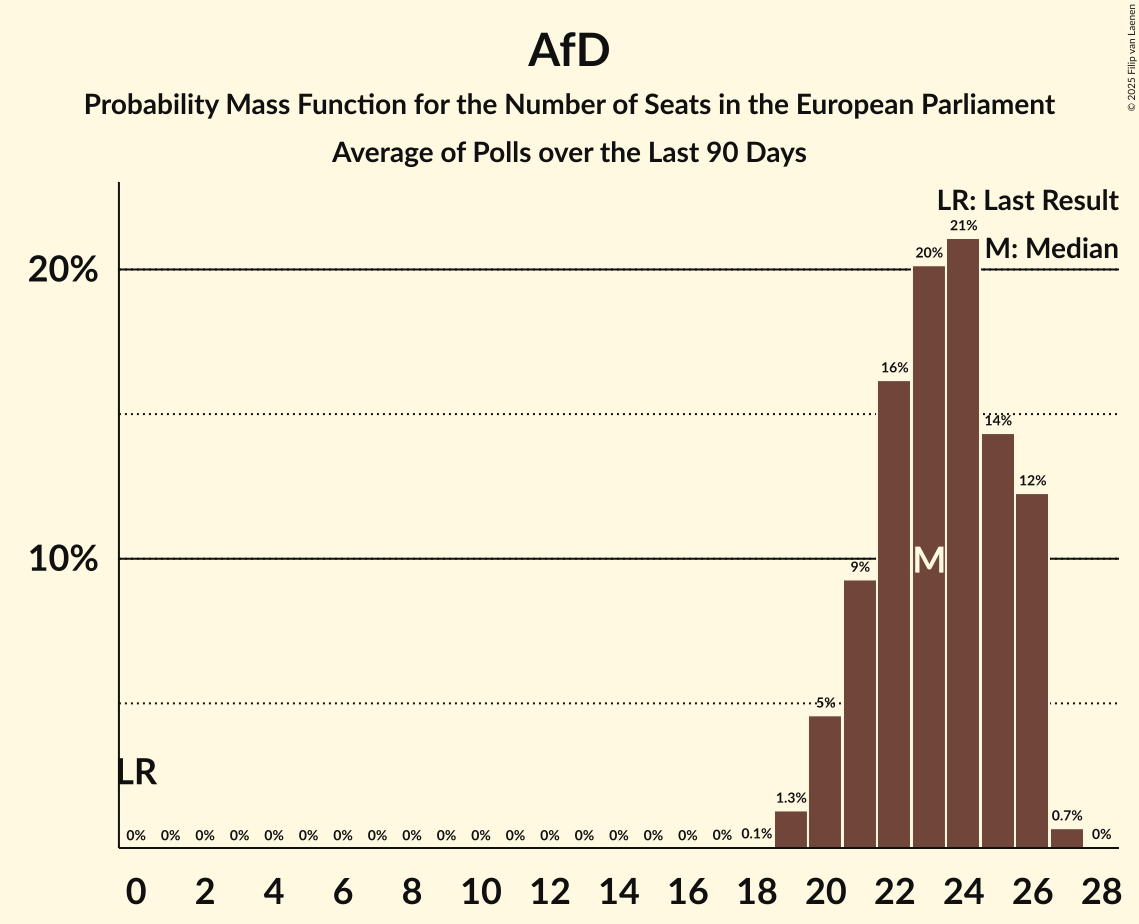 AfD
Probability Mass Function for the Number of Seats in the European Parliament
Average of Polls over the Last 90 Days
© 2025 Filip van Laenen
LR: Last Result
M: Median
20%
10%
21%
20%
16%
14%
12%
9%
M
5%
LR
1.3%
0.7%
0% 0% 0% 0% 0% 0% 0% 0% 0% 0% 0% 0% 0% 0% 0% 0% 0% 0% 0.1% 0%
0 2 4 6 8 10 12 14 16 18 20 22 24 26 28